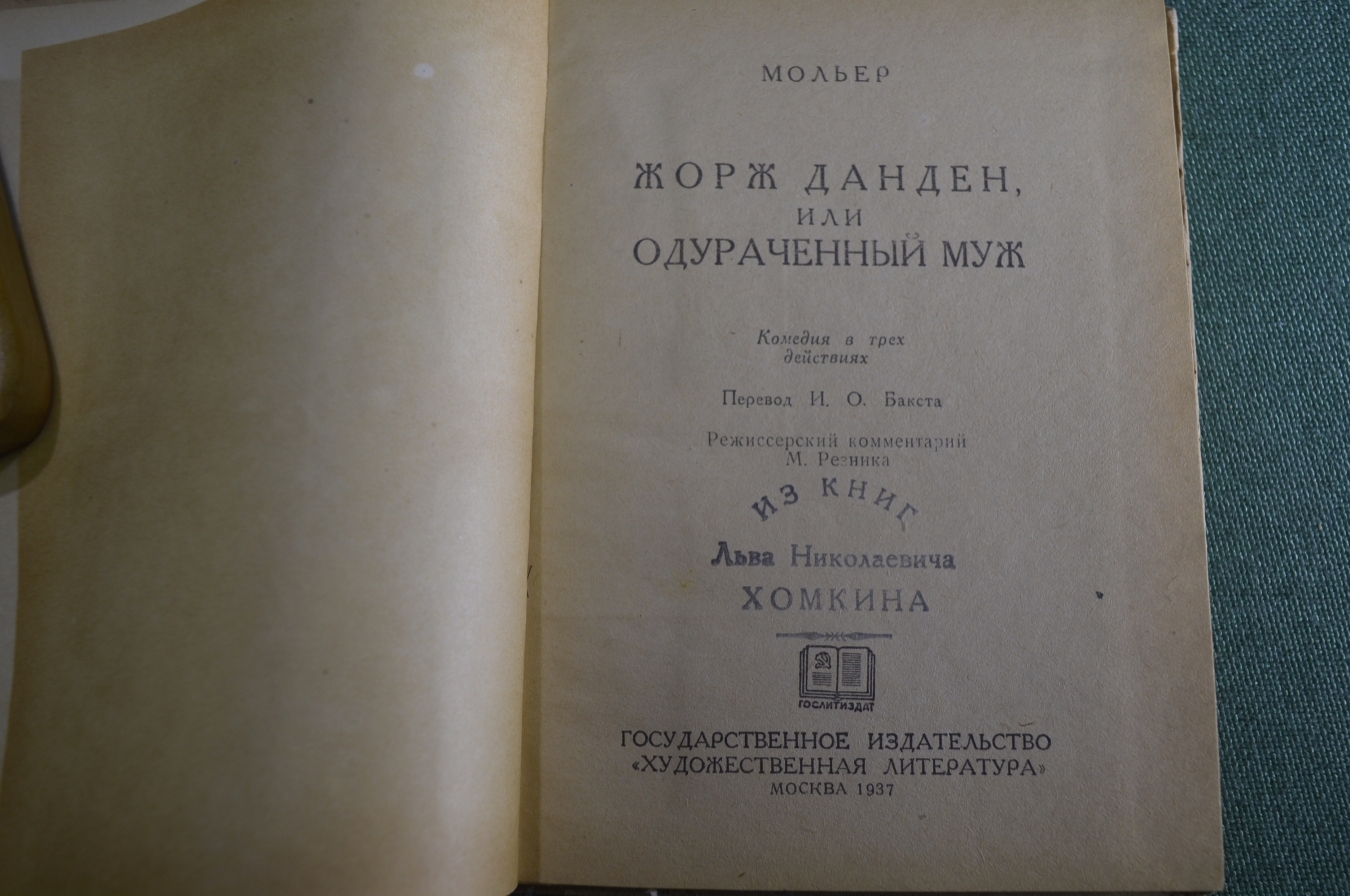 МОЛЬЕР
ЖОРЖ ДАНДЕН,
ИЛИ
ОДУРАЧЕННЫЙ МУЖ
Комедия в трех
действиях
Перевод И. О. Бакста
Режиссерский комментарий
М. Резника
ИЗ КНИГ
Льва Николаевича
ХОМКИНА
ГОСЛИТИЗДАТ
ГОСУДАРСТВЕННОЕ ИЗДАТЕЛЬСТВО
«ХУДОЖЕСТВЕННАЯ ЛИТЕРАТУРА»
МОСКВА 1937